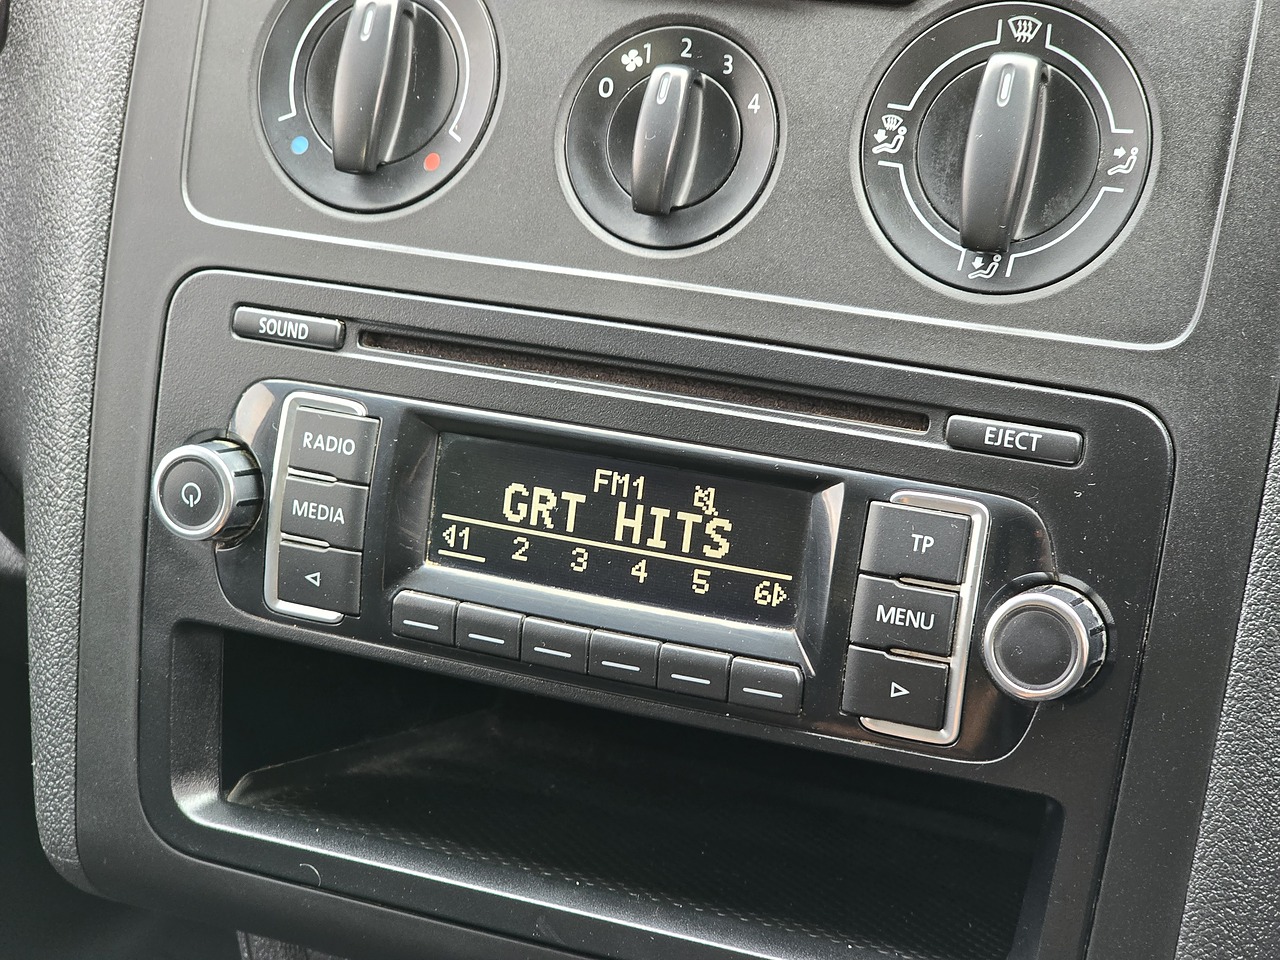 0 1 2 3 4
SOUND
EJECT
RADIO
MEDIA
FM1
GRT HITS
1 2 3 4 5 6
TP
MENU